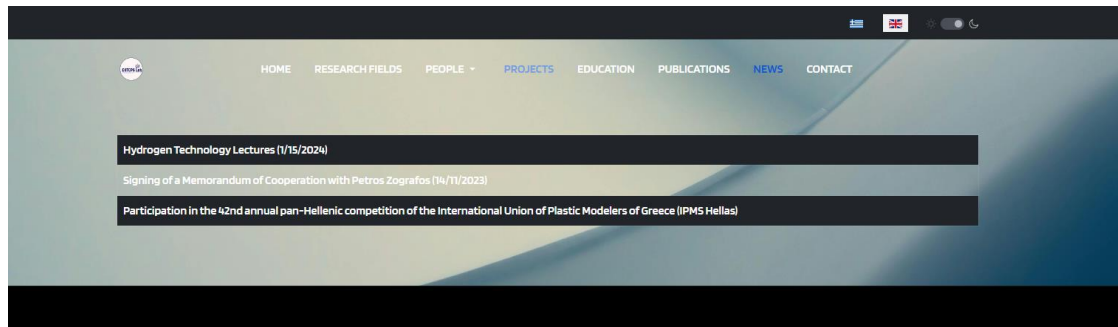 HOME RESEARCH FIELDS PEOPLE PROJECTS EDUCATION PUBLICATIONS NEWS CONTACT
Hydrogen Technology Lectures (1/15/2024)
Signing of a Memorandum of Cooperation with Petros Zografos (14/11/2023)
Participation in the 42nd annual pan-Hellenic competition of the International Union of Plastic Modelers of Greece (IPMS Hellas)